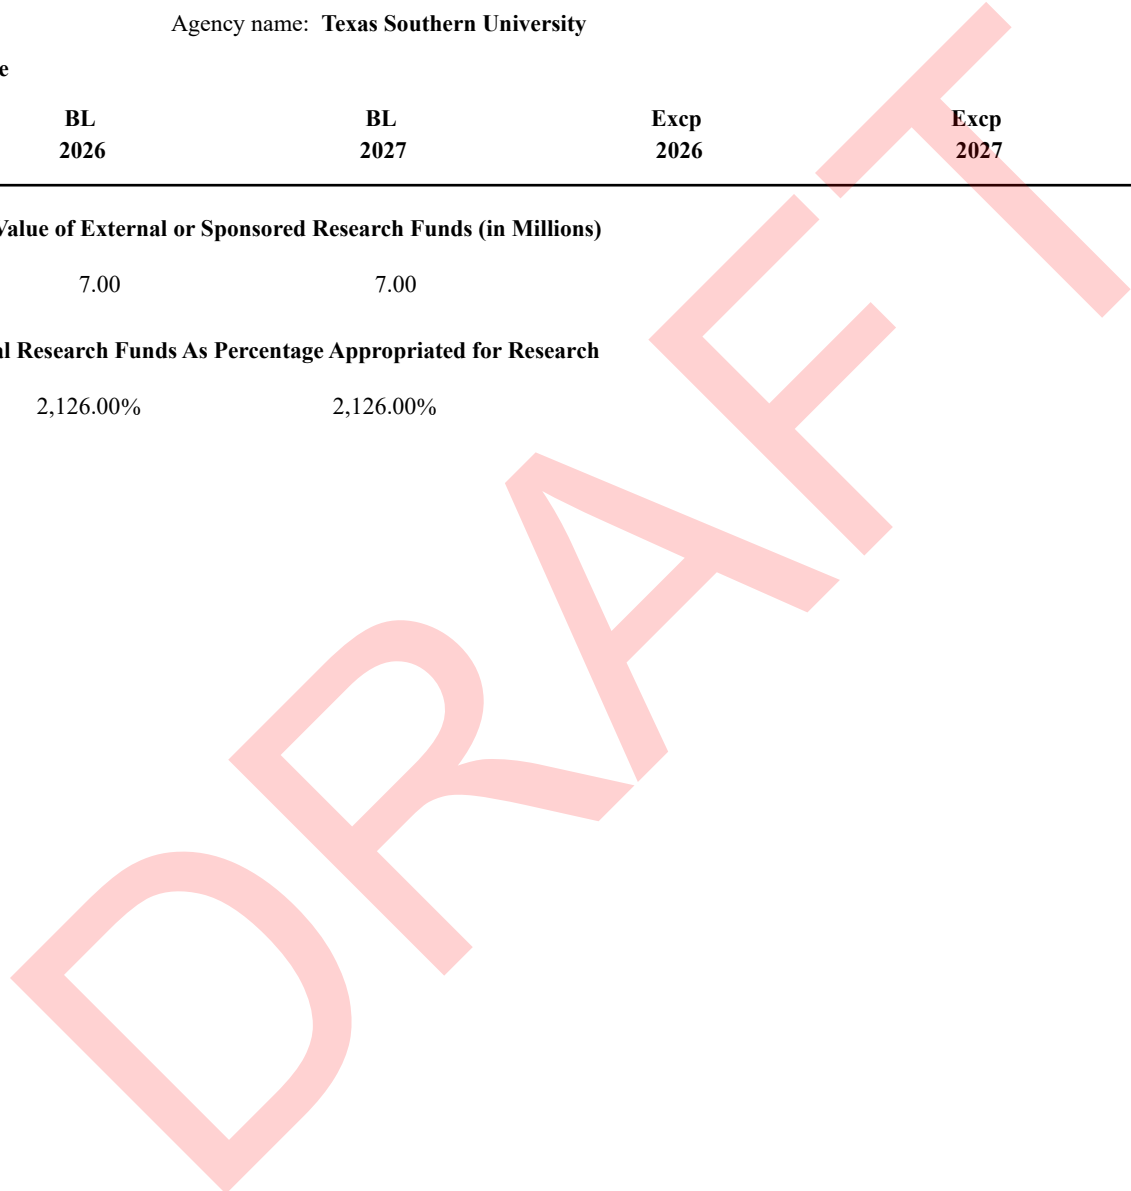 Agency name: Texas Southern University
e
BL BL Excp Excp
2026 2027 2026 2027
Value of External or Sponsored Research Funds (in Millions)
7.00 7.00
al Research Funds As Percentage Appropriated for Research
2,126.00% 2,126.00%
DRAFT